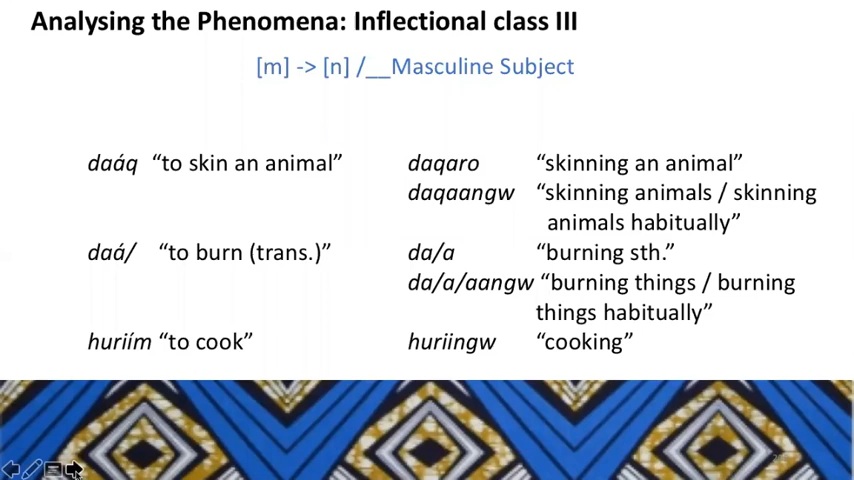 Analysing the Phenomena: Inflectional class III
[m] -> [n] /__Masculine Subject
daáq “to skin an animal” daqaro “skinning an animal”
daqaangw “skinning animals / skinning
animals habitually”
daá/ “to burn (trans.)” da/a “burning sth.”
da/a/aangw “burning things / burning
things habitually”
huriím “to cook” huriingw “cooking”